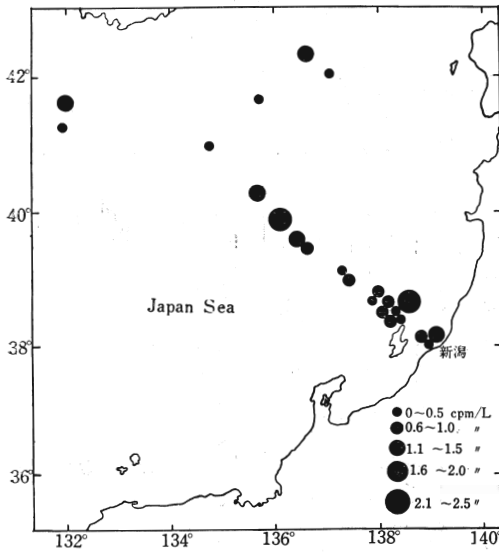 42°
40°
38°
36°
Japan Sea
新潟
0~0.5 cpm/L
0.6~1.0 〃
1.1 ~1.5 〃
1.6 ~2.0 〃
2.1 ~2.5 〃
132° 134° 136° 138° 140°